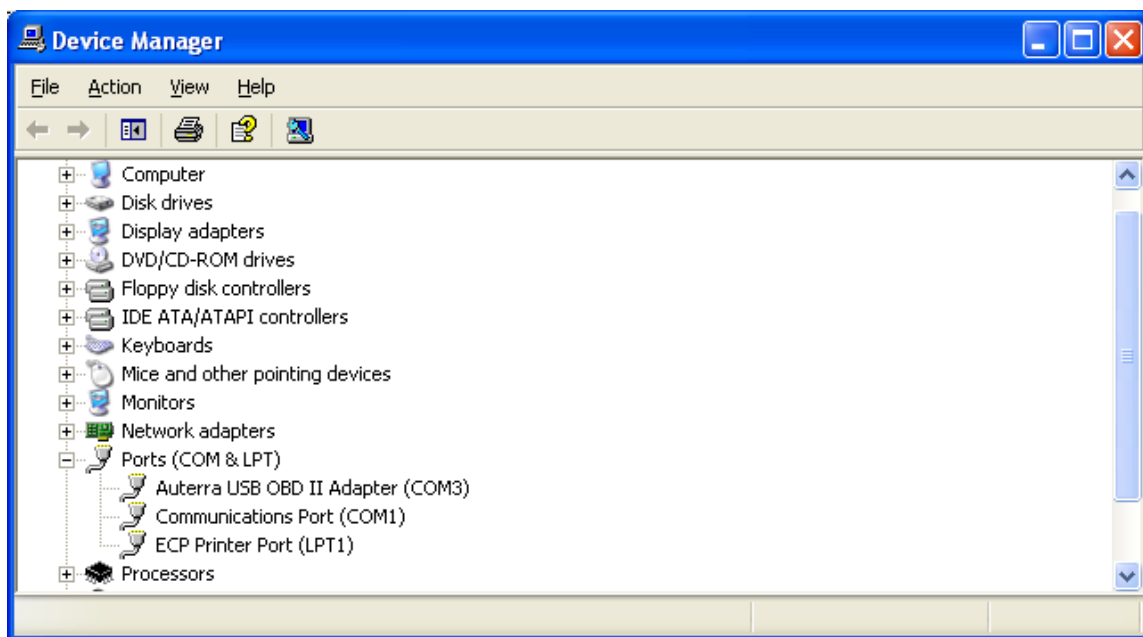 Device Manager
File Action View Help
Computer
Disk drives
Display adapters
DVD/CD-ROM drives
Floppy disk controllers
IDE ATA/ATAPI controllers
Keyboards
Mice and other pointing devices
Monitors
Network adapters
Ports (COM & LPT)
Auterra USB OBD II Adapter (COM3)
Communications Port (COM1)
ECP Printer Port (LPT1)
Processors